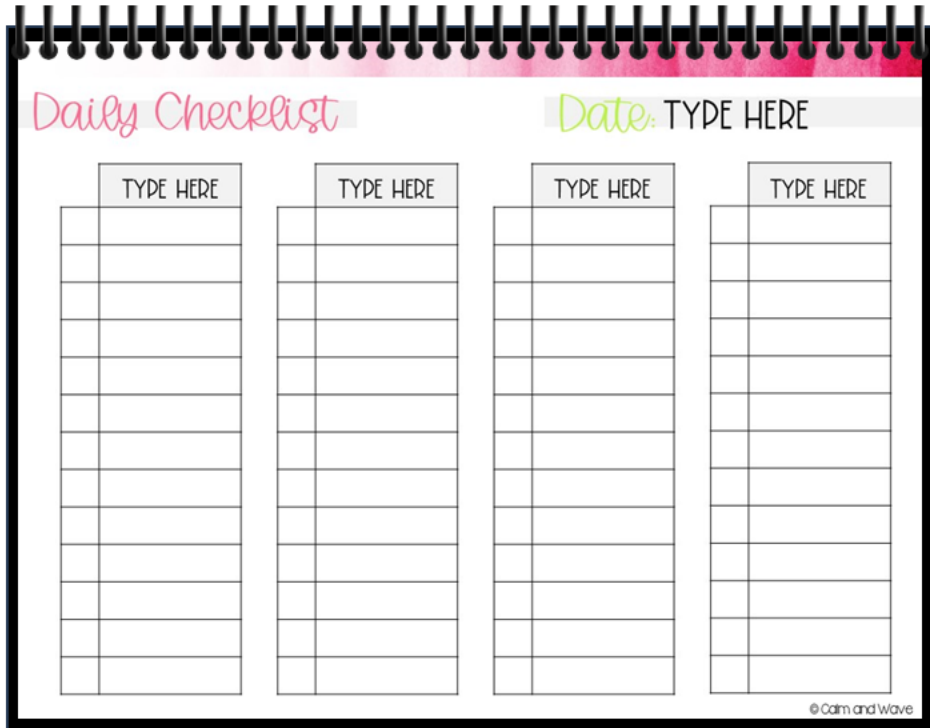 Daily Checklist
Date: TYPE HERE
TYPE HERE TYPE HERE TYPE HERE TYPE HERE
© Calm and Wave